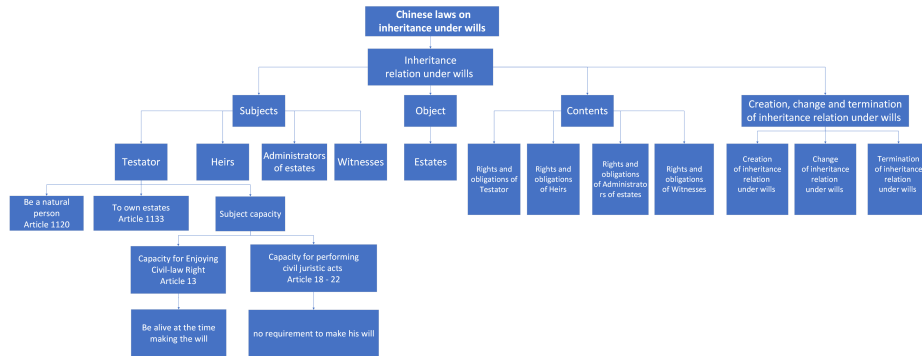 Chinese laws on
inheritance under wills
Inheritance
relation under wills
Subjects
Object
Contents
Creation, change and termination
of inheritance relation under wills
Testator
Heirs
Administrators
of estates
Witnesses
Estates
Rights and
obligations of
Testator
Rights and
obligations of
Heirs
Rights and
obligations
of Administrato
rs of estates
Rights and
obligations of
Witnesses
Creation
of inheritance
relation
under wills
Change
of inheritance
relation
under wills
Termination
of inheritance
relation
under wills
Be a natural
person
Article 1120
To own estates
Article 1133
Subject capacity
Capacity for Enjoying
Civil-law Right
Article 13
Capacity for performing
civil juristic acts
Article 18 - 22
Be alive at the time
making the will
no requirement to make his will